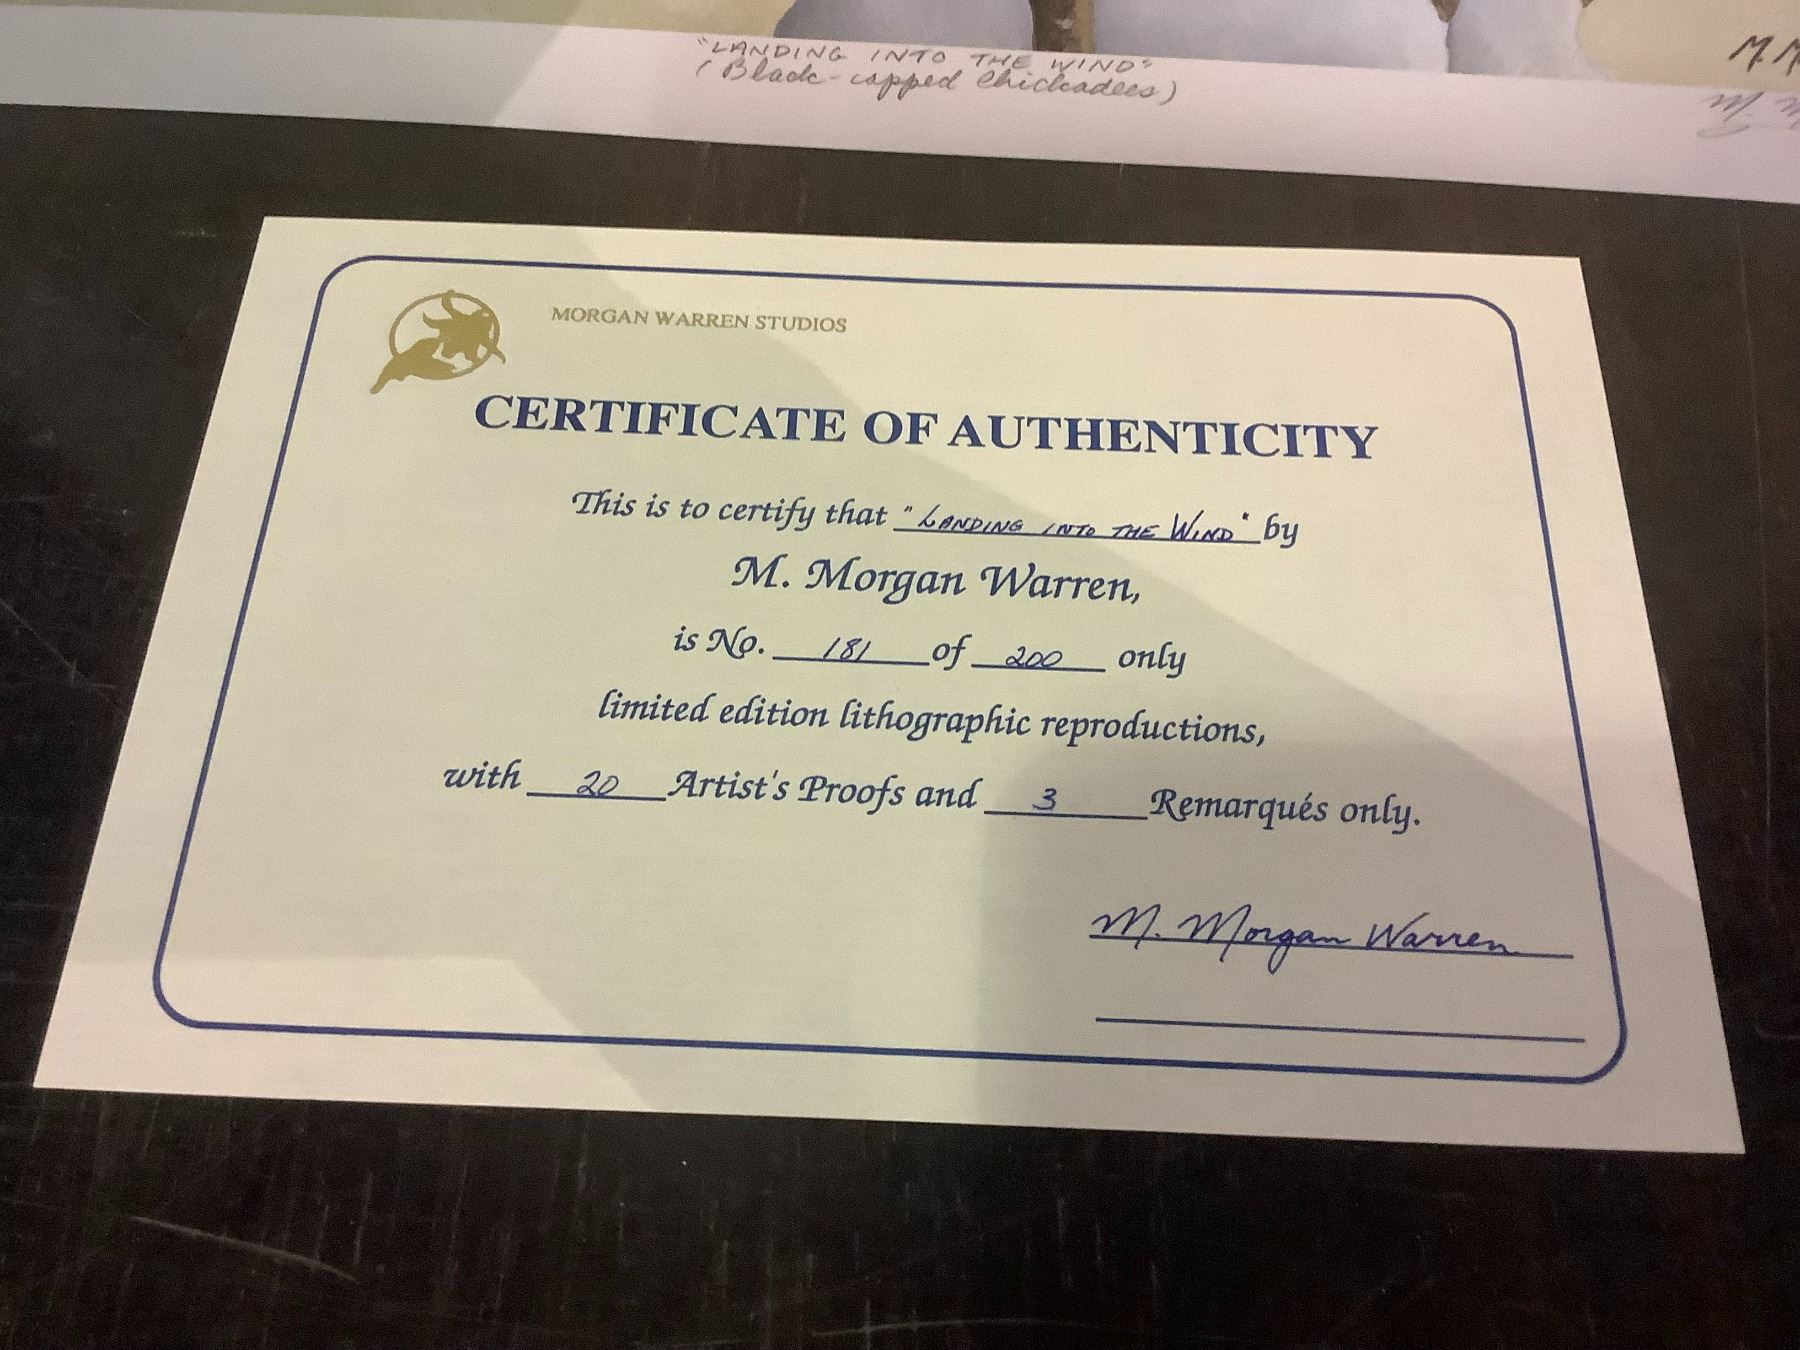 "LANDING INTO THE WIND"
(Black-capped Chickadees)
M. M
M. M
MORGAN WARREN STUDIOS
CERTIFICATE OF AUTHENTICITY
This is to certify that "LANDING INTO THE WIND" by
M. Morgan Warren,
is No. 181 of 200 only
limited edition lithographic reproductions,
with 20 Artist's Proofs and 3 Remarqués only.
M. Morgan Warren